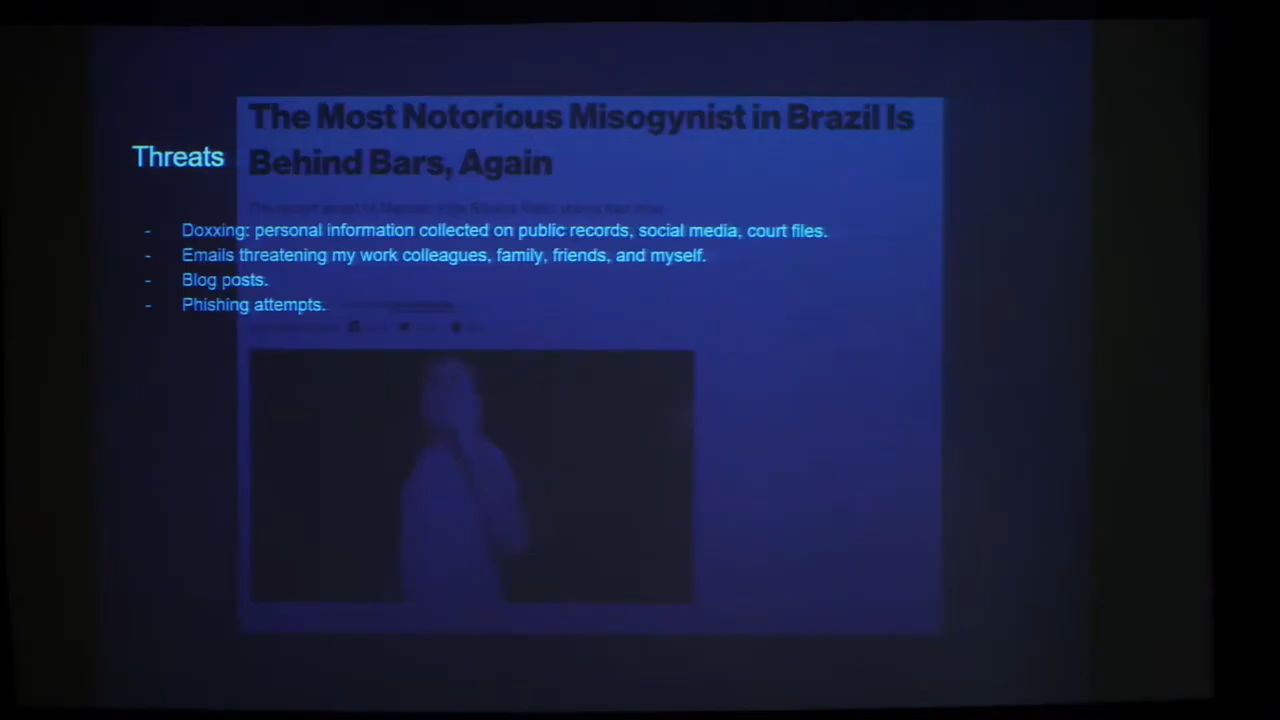 The Most Notorious Misogynist in Brazil Is
Behind Bars, Again
Threats
- Doxxing: personal information collected on public records, social media, court files.
- Emails threatening my work colleagues, family, friends, and myself.
- Blog posts.
- Phishing attempts.